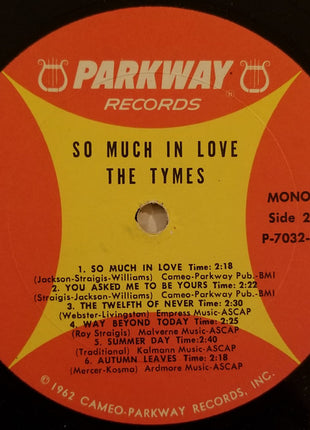 PARKWAY
RECORDS
SO MUCH IN LOVE
THE TYMES
MONO
Side 2
P-7032-
1. SO MUCH IN LOVE Time: 2:18
(Jackson-Straigis-Williams) Cameo-Parkway Pub.-BMI
2. YOU ASKED ME TO BE YOURS Time: 2:22
(Straigis-Jackson-Williams) Cameo-Parkway Pub.-BMI
3. THE TWELFTH OF NEVER Time: 2:30
(Webster-Livingston) Empress Music-ASCAP
4. WAY BEYOND TODAY Time: 2:25
(Roy Straigis) Malverne Music-ASCAP
5. SUMMER DAY Time:2:40
(Traditional) Kalmann Music-ASCAP
6. AUTUMN LEAVES Time: 2:18
(Mercer-Kosma) Ardmore Music-ASCAP
© 1962 CAMEO-PARKWAY RECORDS, INC.